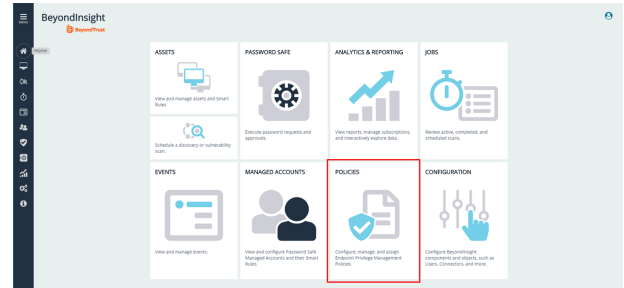 MENU
BeyondInsight
BeyondTrust
Home
ASSETS
View and manage assets and Smart
Rules.
Schedule a discovery or vulnerability
scan.
PASSWORD SAFE
Execute password requests and
approvals.
ANALYTICS & REPORTING
View reports, manage subscriptions,
and interactively explore data.
JOBS
Review active, completed, and
scheduled scans.
EVENTS
View and manage events.
MANAGED ACCOUNTS
View and configure Password Safe
Managed Accounts and their Smart
Rules.
POLICIES
Configure, manage, and assign
Endpoint Privilege Management
Policies.
CONFIGURATION
Configure BeyondInsight
components and objects, such as
Users, Connectors, and more.